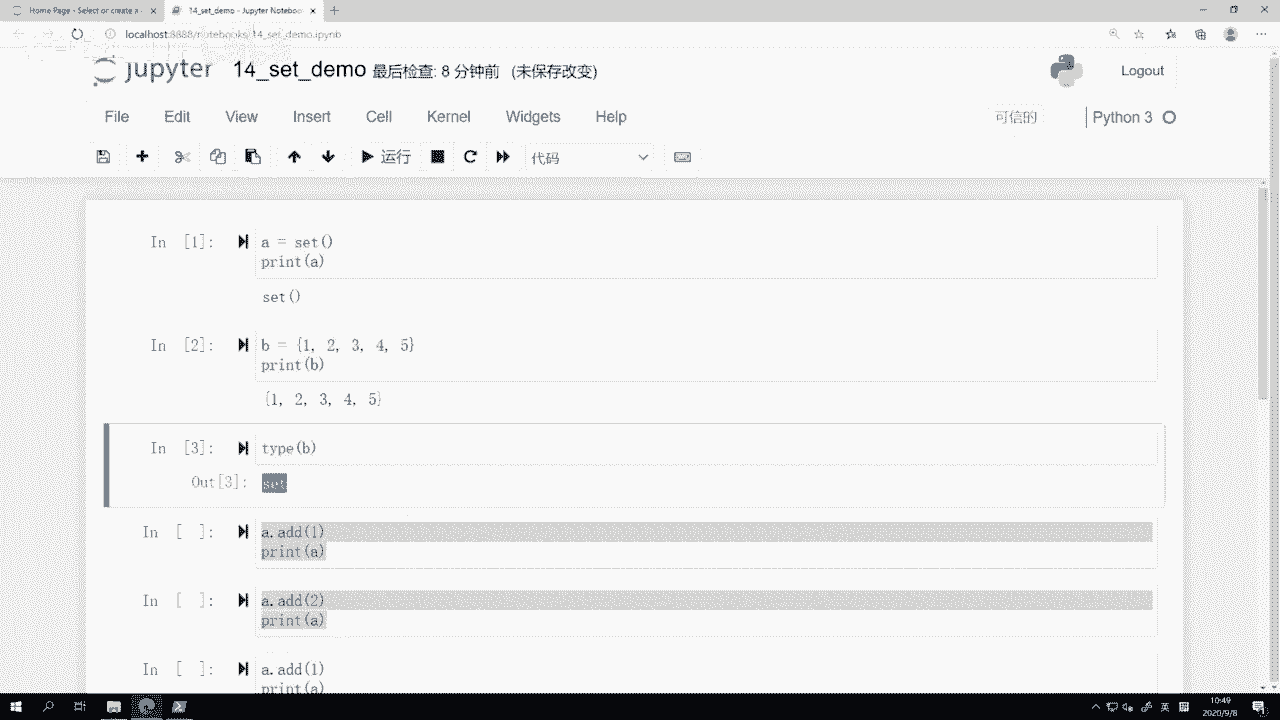 Home Page - Select or create a
14_set_demo - Jupyter Noteboo
localhost:8888/notebooks/14_set_demo.ipynb
jupyter 14_set_demo 最后检查: 8 分钟前 (未保存改变)
Logout
File Edit View Insert Cell Kernel Widgets Help
可信的 Python 3
运行 代码
In [1]: a = set()
print(a)
set()
In [2]: b = {1, 2, 3, 4, 5}
print(b)
{1, 2, 3, 4, 5}
In [3]: type(b)
Out[3]: set
In [ ]: a.add(1)
print(a)
In [ ]: a.add(2)
print(a)
In [ ]: a.add(1)
print(a)
英
10:49
2020/9/8